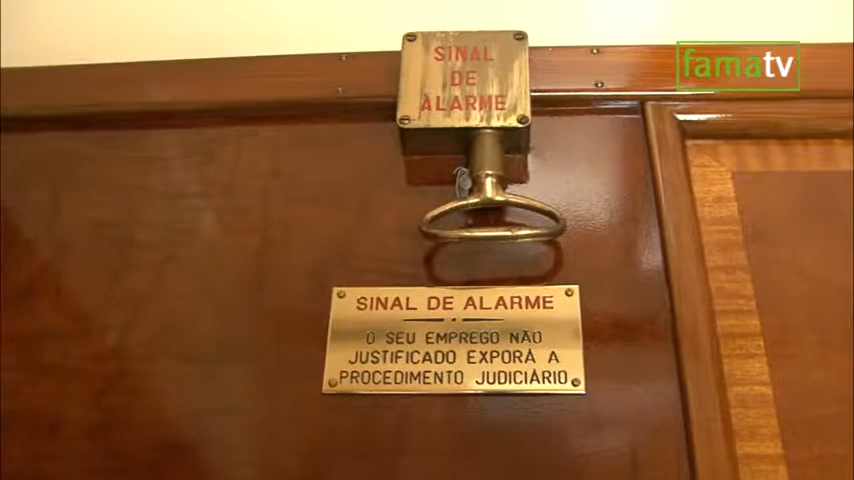 SINAL
DE
ALARME
famatv
SINAL DE ALARME
O SEU EMPREGO NÃO
JUSTIFICADO EXPORÁ A
PROCEDIMENTO JUDICIÁRIO